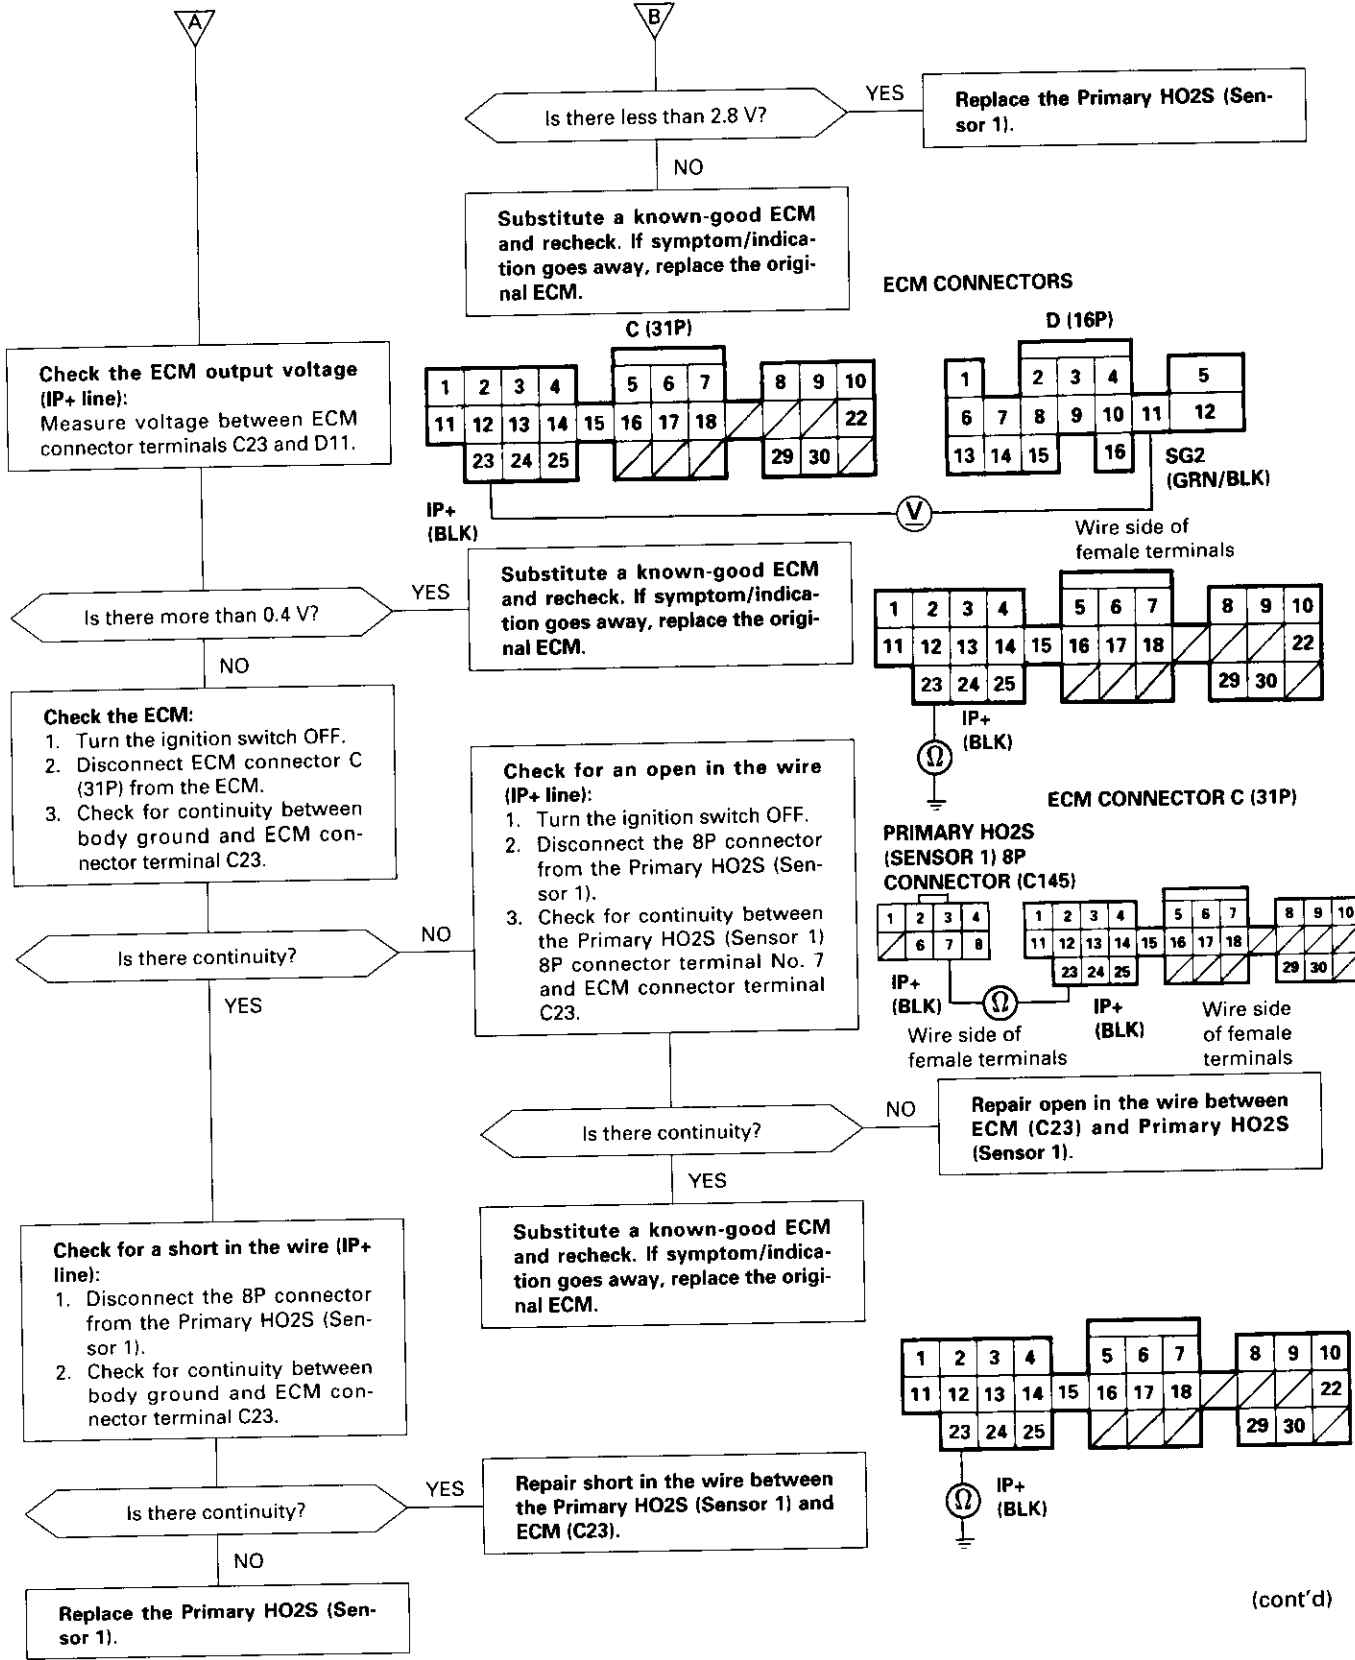 A
B
Is there less than 2.8 V?
YES
Replace the Primary HO2S (Sen-
sor 1).
NO
Substitute a known-good ECM
and recheck. If symptom/indica-
tion goes away, replace the origi-
nal ECM.
ECM CONNECTORS
C (31P)
D (16P)
Check the ECM output voltage
(IP+ line):
Measure voltage between ECM
connector terminals C23 and D11.
1 2 3 4 5 6 7 8 9 10
11 12 13 14 15 16 17 18 22
23 24 25 29 30
1 2 3 4 5
6 7 8 9 10 11 12
13 14 15 16
SG2
(GRN/BLK)
IP+
(BLK)
V
Wire side of
female terminals
Is there more than 0.4 V?
YES
Substitute a known-good ECM
and recheck. If symptom/indica-
tion goes away, replace the origi-
nal ECM.
1 2 3 4 5 6 7 8 9 10
11 12 13 14 15 16 17 18 22
23 24 25 29 30
IP+
(BLK)
Ω
NO
Check the ECM:
1. Turn the ignition switch OFF.
2. Disconnect ECM connector C
(31P) from the ECM.
3. Check for continuity between
body ground and ECM con-
nector terminal C23.
Is there continuity?
NO
Check for an open in the wire
(IP+ line):
1. Turn the ignition switch OFF.
2. Disconnect the 8P connector
from the Primary HO2S (Sen-
sor 1).
3. Check for continuity between
the Primary HO2S (Sensor 1)
8P connector terminal No. 7
and ECM connector terminal
C23.
ECM CONNECTOR C (31P)
PRIMARY HO2S
(SENSOR 1) 8P
CONNECTOR (C145)
1 2 3 4
6 7 8
1 2 3 4 5 6 7 8 9 10
11 12 13 14 15 16 17 18
23 24 25 29 30
IP+
(BLK)
Ω
IP+
(BLK)
Wire side of
female terminals
Wire side
of female
terminals
YES
Is there continuity?
NO
Repair open in the wire between
ECM (C23) and Primary HO2S
(Sensor 1).
YES
Substitute a known-good ECM
and recheck. If symptom/indica-
tion goes away, replace the origi-
nal ECM.
Check for a short in the wire (IP+
line):
1. Disconnect the 8P connector
from the Primary HO2S (Sen-
sor 1).
2. Check for continuity between
body ground and ECM con-
nector terminal C23.
1 2 3 4 5 6 7 8 9 10
11 12 13 14 15 16 17 18 22
23 24 25 29 30
IP+
(BLK)
Ω
Is there continuity?
YES
Repair short in the wire between
the Primary HO2S (Sensor 1) and
ECM (C23).
NO
Replace the Primary HO2S (Sen-
sor 1).
(cont'd)